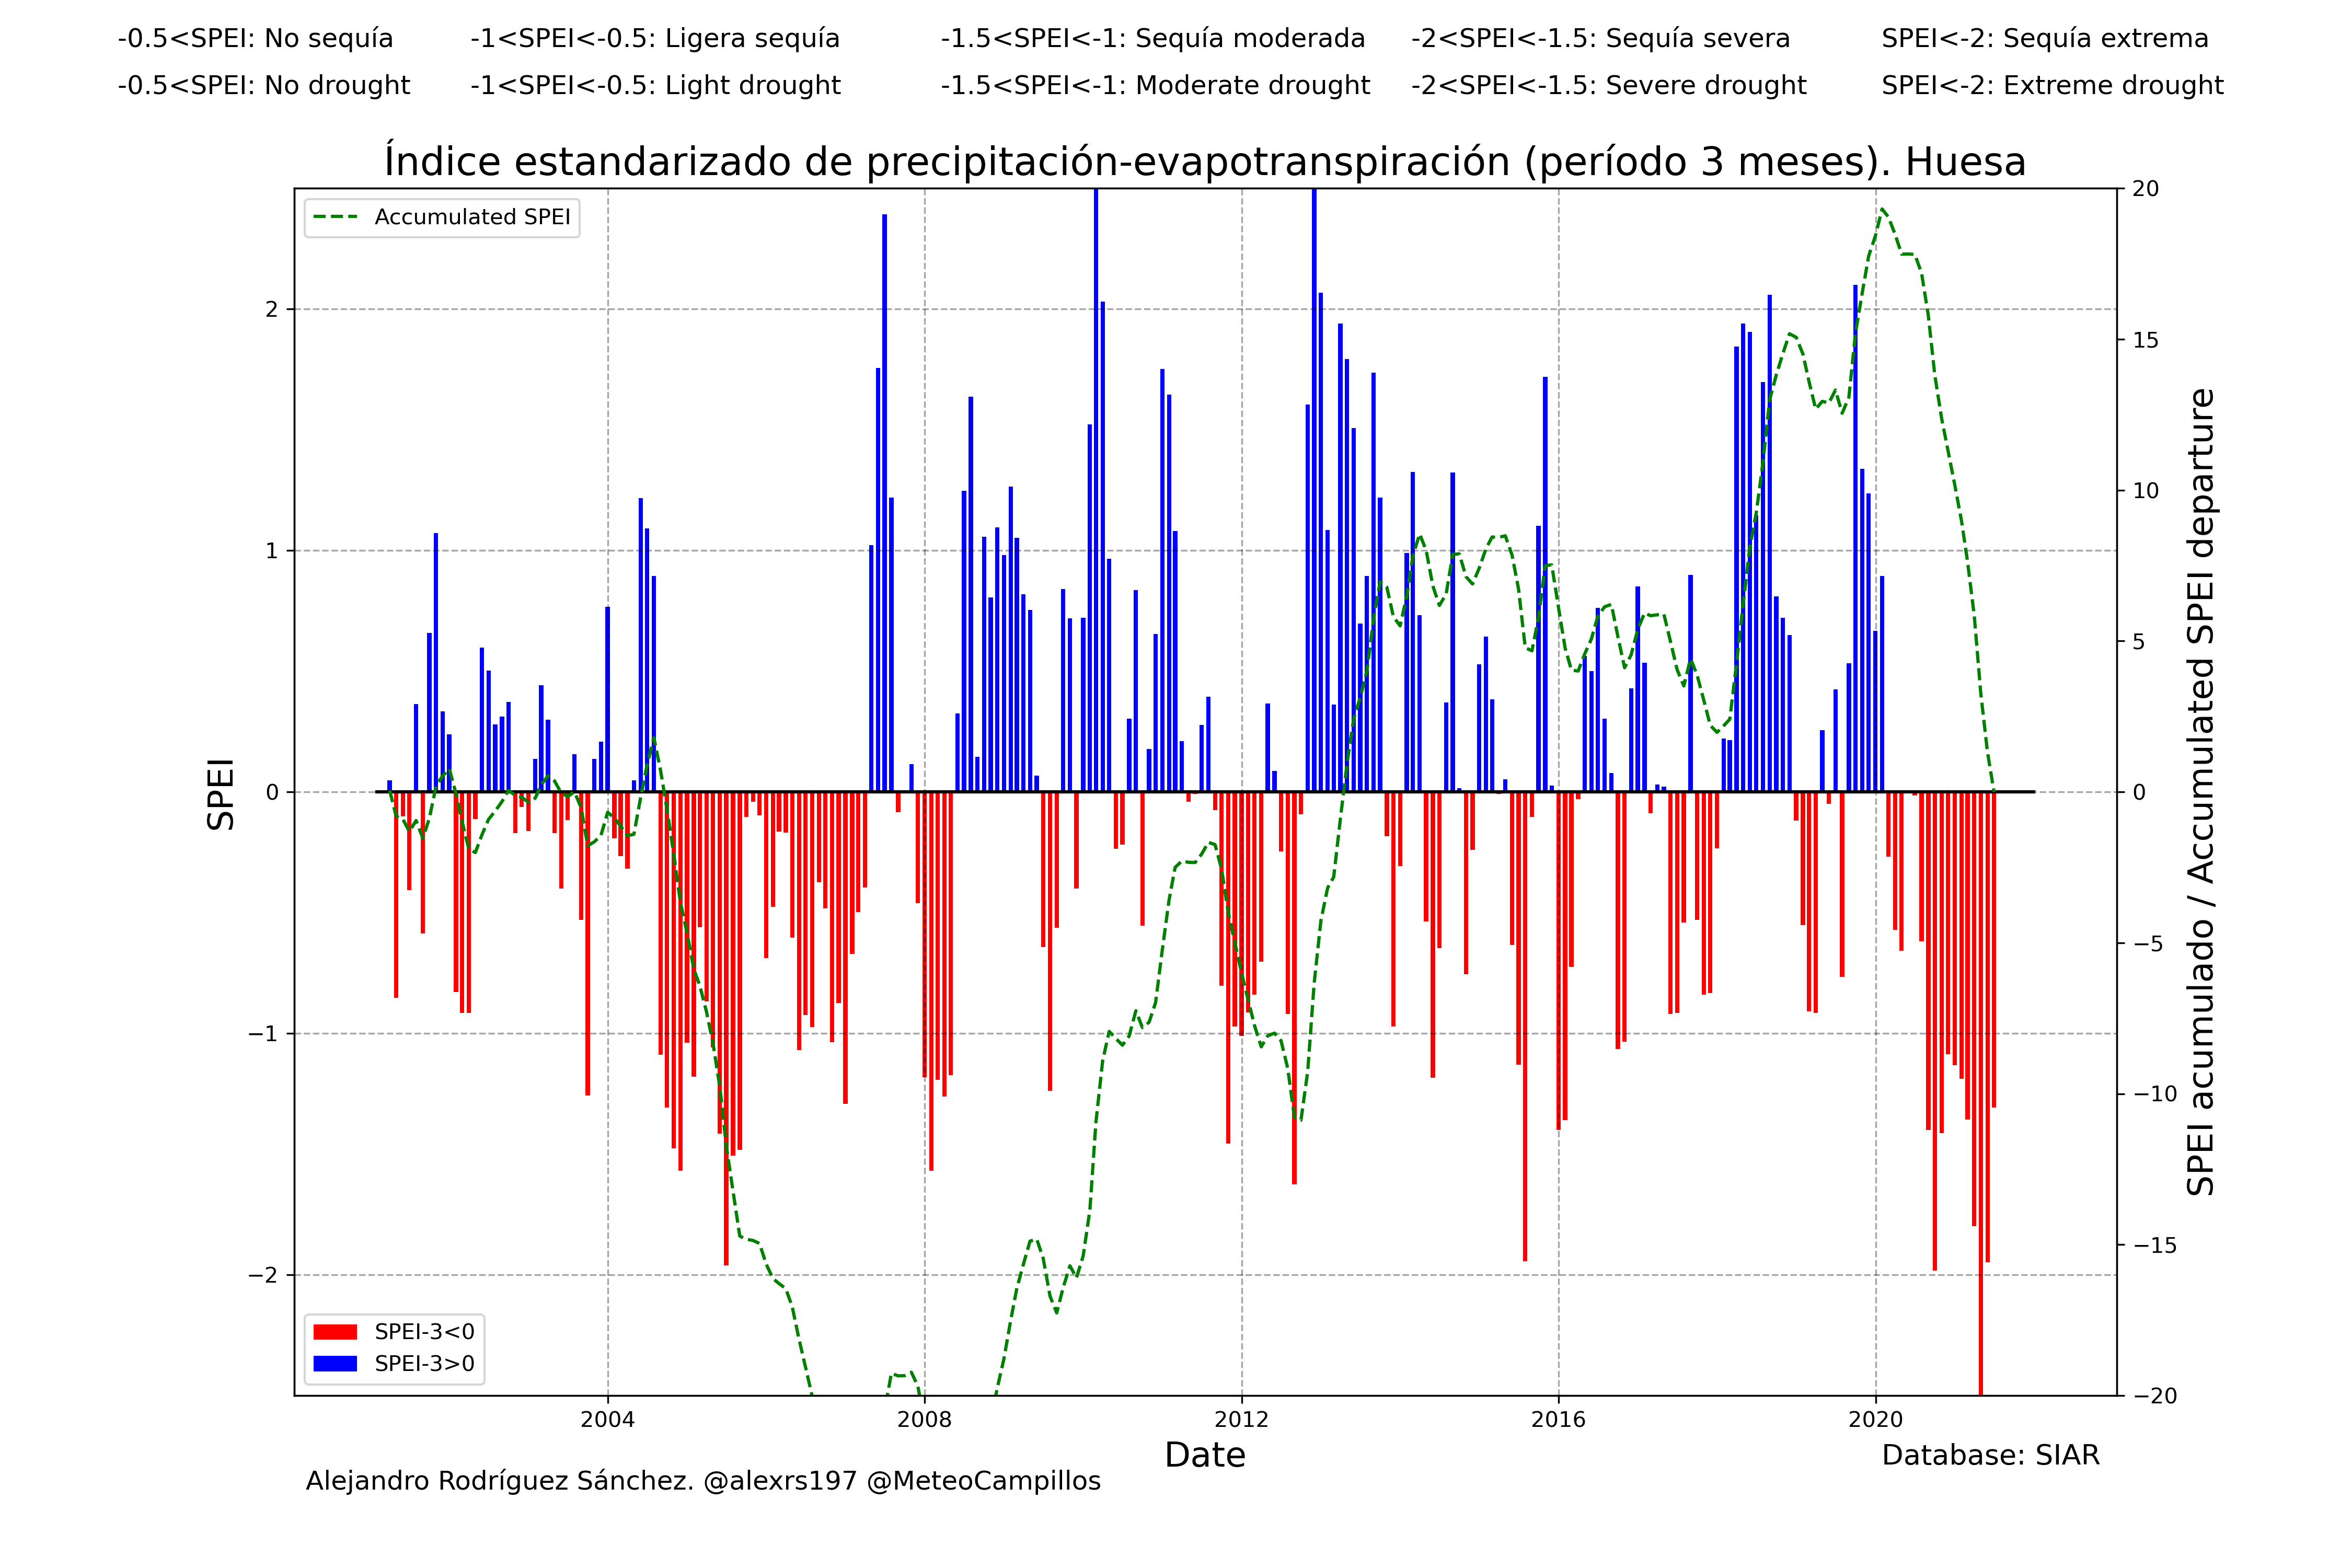 -0.5<SPEI: No sequía -1<SPEI<-0.5: Ligera sequía -1.5<SPEI<-1: Sequía moderada -2<SPEI<-1.5: Sequía severa SPEI<-2: Sequía extrema
-0.5<SPEI: No drought -1<SPEI<-0.5: Light drought -1.5<SPEI<-1: Moderate drought -2<SPEI<-1.5: Severe drought SPEI<-2: Extreme drought
Índice estandarizado de precipitación-evapotranspiración (período 3 meses). Huesa
Accumulated SPEI
SPEI
2
1
0
−1
−2
20
15
10
5
0
−5
−10
−15
−20
SPEI acumulado / Accumulated SPEI departure
SPEI-3<0
SPEI-3>0
2004 2008 2012 2016 2020
Date
Database: SIAR
Alejandro Rodríguez Sánchez. @alexrs197 @MeteoCampillos